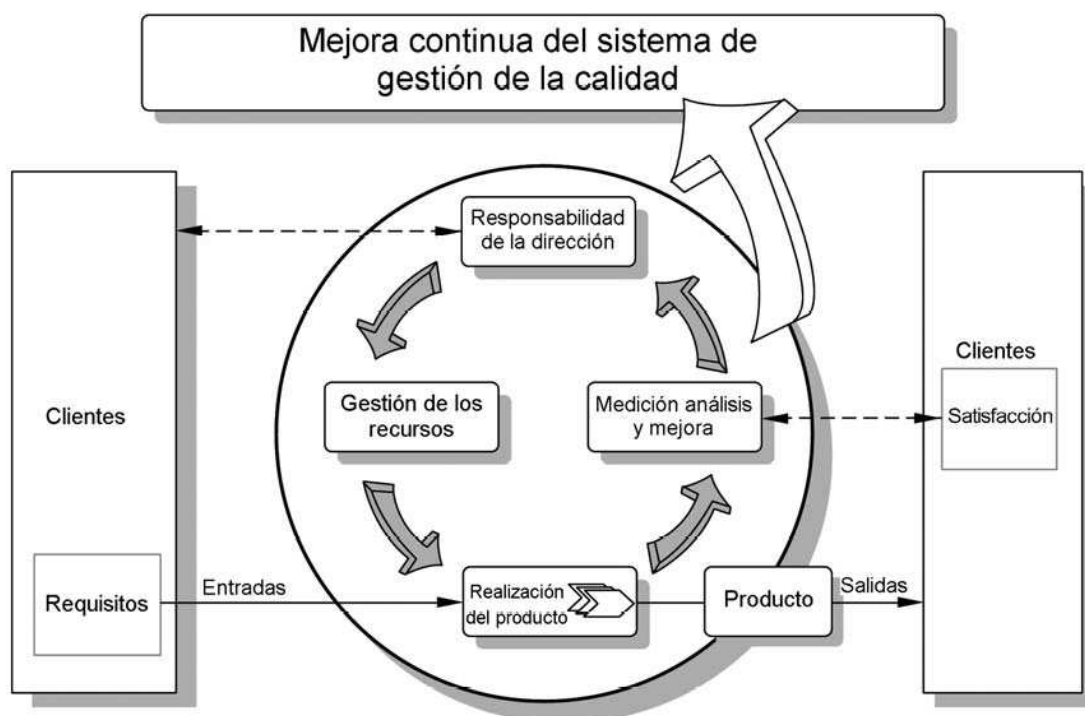 Mejora continua del sistema de
gestión de la calidad
Responsabilidad
de la dirección
Clientes
Gestión de los
recursos
Medición análisis
y mejora
Clientes
Satisfacción
Requisitos
Entradas
Realización
del producto
Producto
Salidas